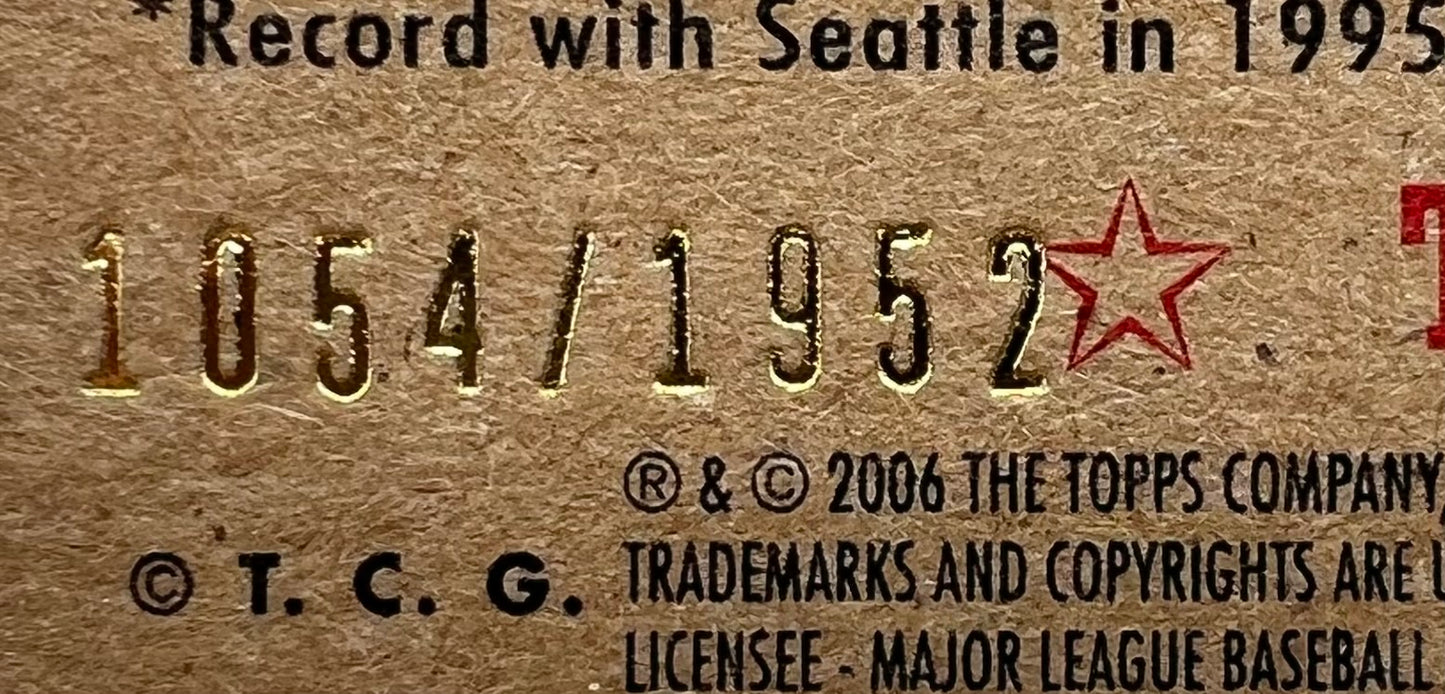 *Record with Seattle in 1995
1054/1952
® & © 2006 THE TOPPS COMPANY,
© T. C. G. TRADEMARKS AND COPYRIGHTS ARE U
LICENSEE - MAJOR LEAGUE BASEBALL